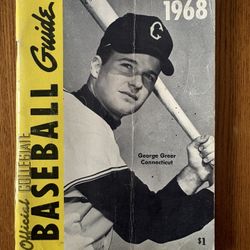 1968
Official COLLEGIATE
BASEBALL
Guide
C
George Greer
Connecticut
$1